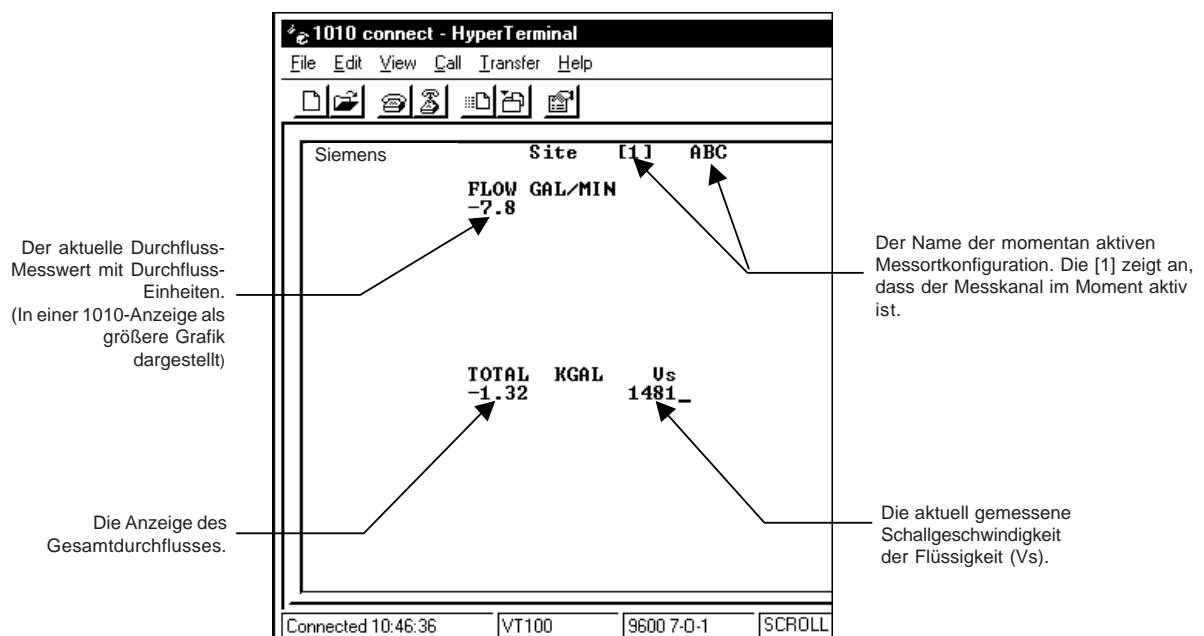 1010 connect - HyperTerminal
File Edit View Call Transfer Help
Siemens Site [1] ABC
FLOW GAL/MIN
-7.8
Der aktuelle Durchfluss-
Messwert mit Durchfluss-
Einheiten.
(In einer 1010-Anzeige als
größere Grafik
dargestellt)
Der Name der momentan aktiven
Messortkonfiguration. Die [1] zeigt an,
dass der Messkanal im Moment aktiv
ist.
TOTAL KGAL Vs
-1.32 1481_
Die Anzeige des
Gesamtdurchflusses.
Die aktuell gemessene
Schallgeschwindigkeit
der Flüssigkeit (Vs).
Connected 10:46:36 VT100 9600 7-O-1 SCROLL